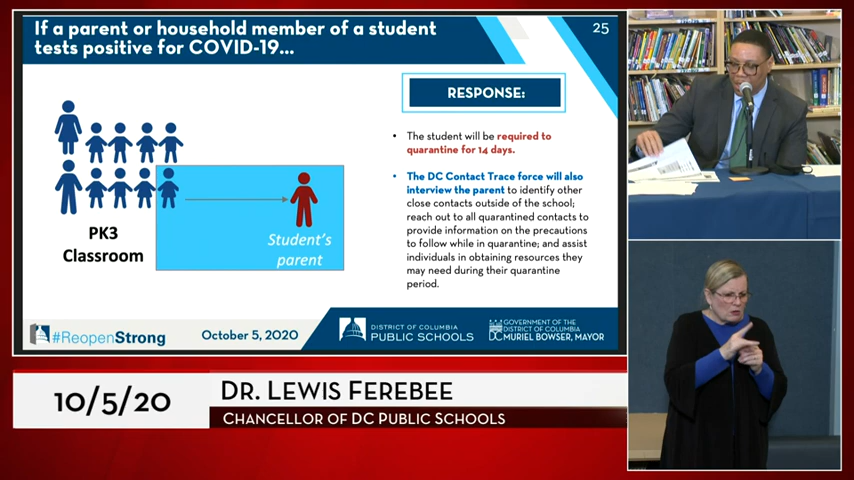 If a parent or household member of a student
tests positive for COVID-19...
25
RESPONSE:
• The student will be required to
quarantine for 14 days.
• The DC Contact Trace force will also
interview the parent to identify other
close contacts outside of the school;
reach out to all quarantined contacts to
provide information on the precautions
to follow while in quarantine; and assist
individuals in obtaining resources they
may need during their quarantine
period.
PK3
Classroom
Student's
parent
#ReopenStrong
October 5, 2020
DISTRICT OF COLUMBIA
PUBLIC SCHOOLS
GOVERNMENT OF THE
DISTRICT OF COLUMBIA
DC MURIEL BOWSER, MAYOR
10/5/20
DR. LEWIS FEREBEE
CHANCELLOR OF DC PUBLIC SCHOOLS